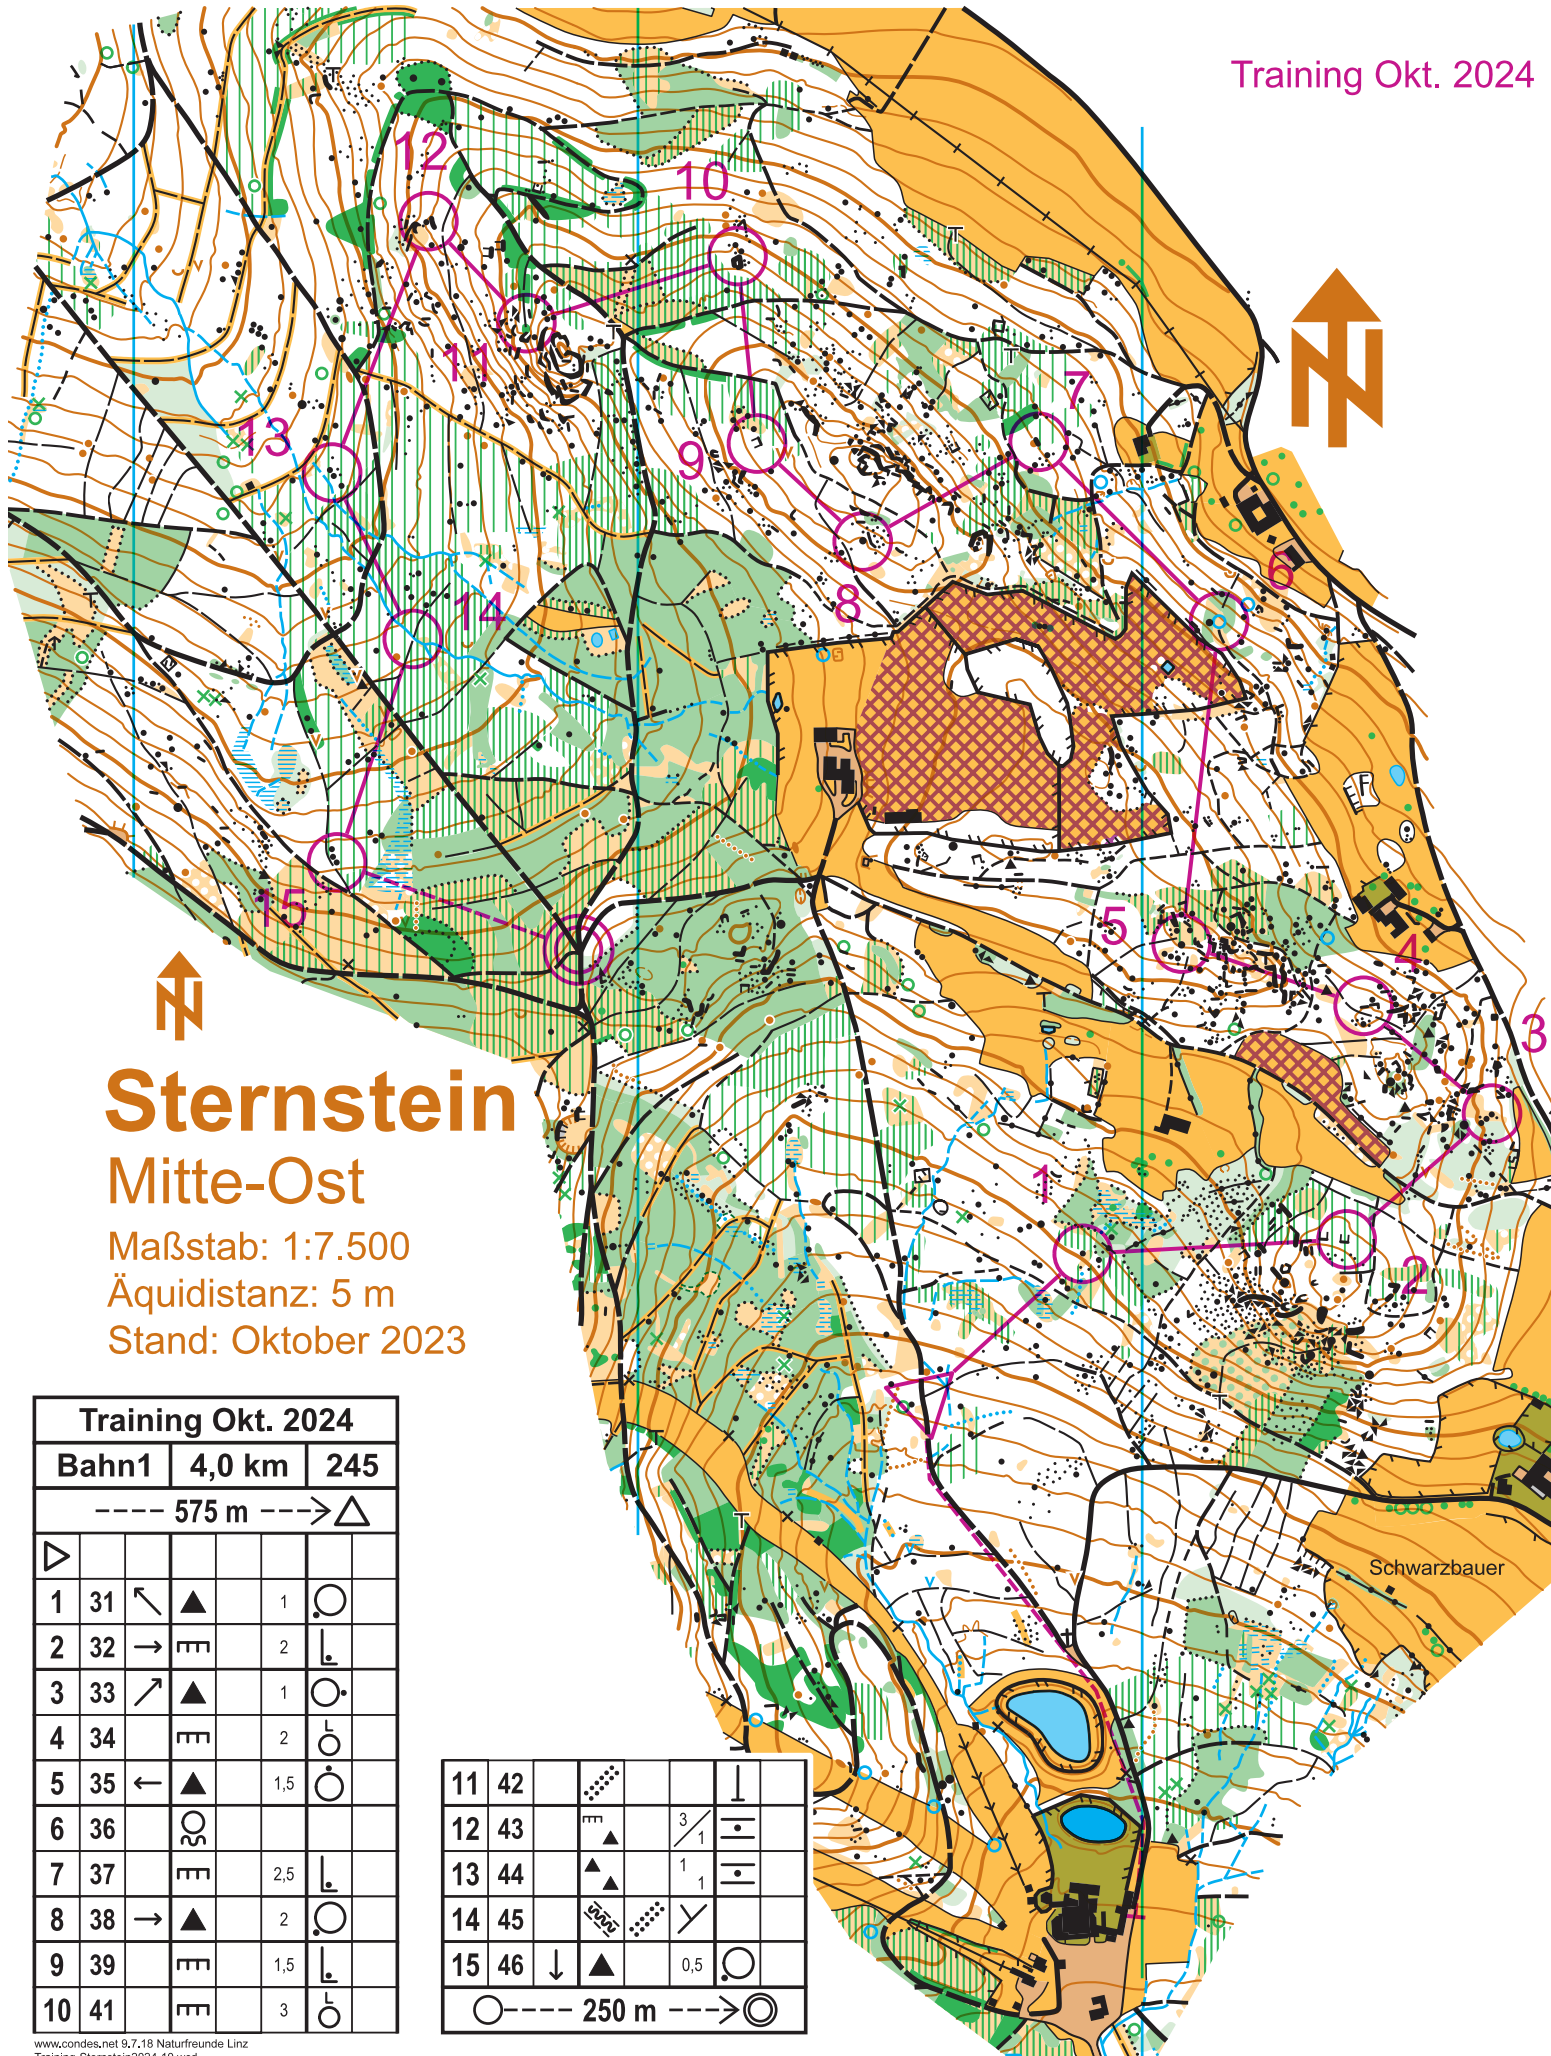 Training Okt. 2024
12
10
11
7
13
9
6
14
8
5
4
15
3
1
2
F
Sternstein
Mitte-Ost
Maßstab: 1:7.500
Äquidistanz: 5 m
Stand: Oktober 2023
Schwarzbauer
Training Okt. 2024
Bahn1 4,0 km 245
575 m
1 31 1
2 32 2
3 33 1
4 34 2
5 35 1,5
6 36
7 37 2,5
8 38 2
9 39 1,5
10 41 3
11 42
12 43 3/1
13 44 1 1
14 45
15 46 0,5
250 m
www.condes.net 9.7.18 Naturfreunde Linz